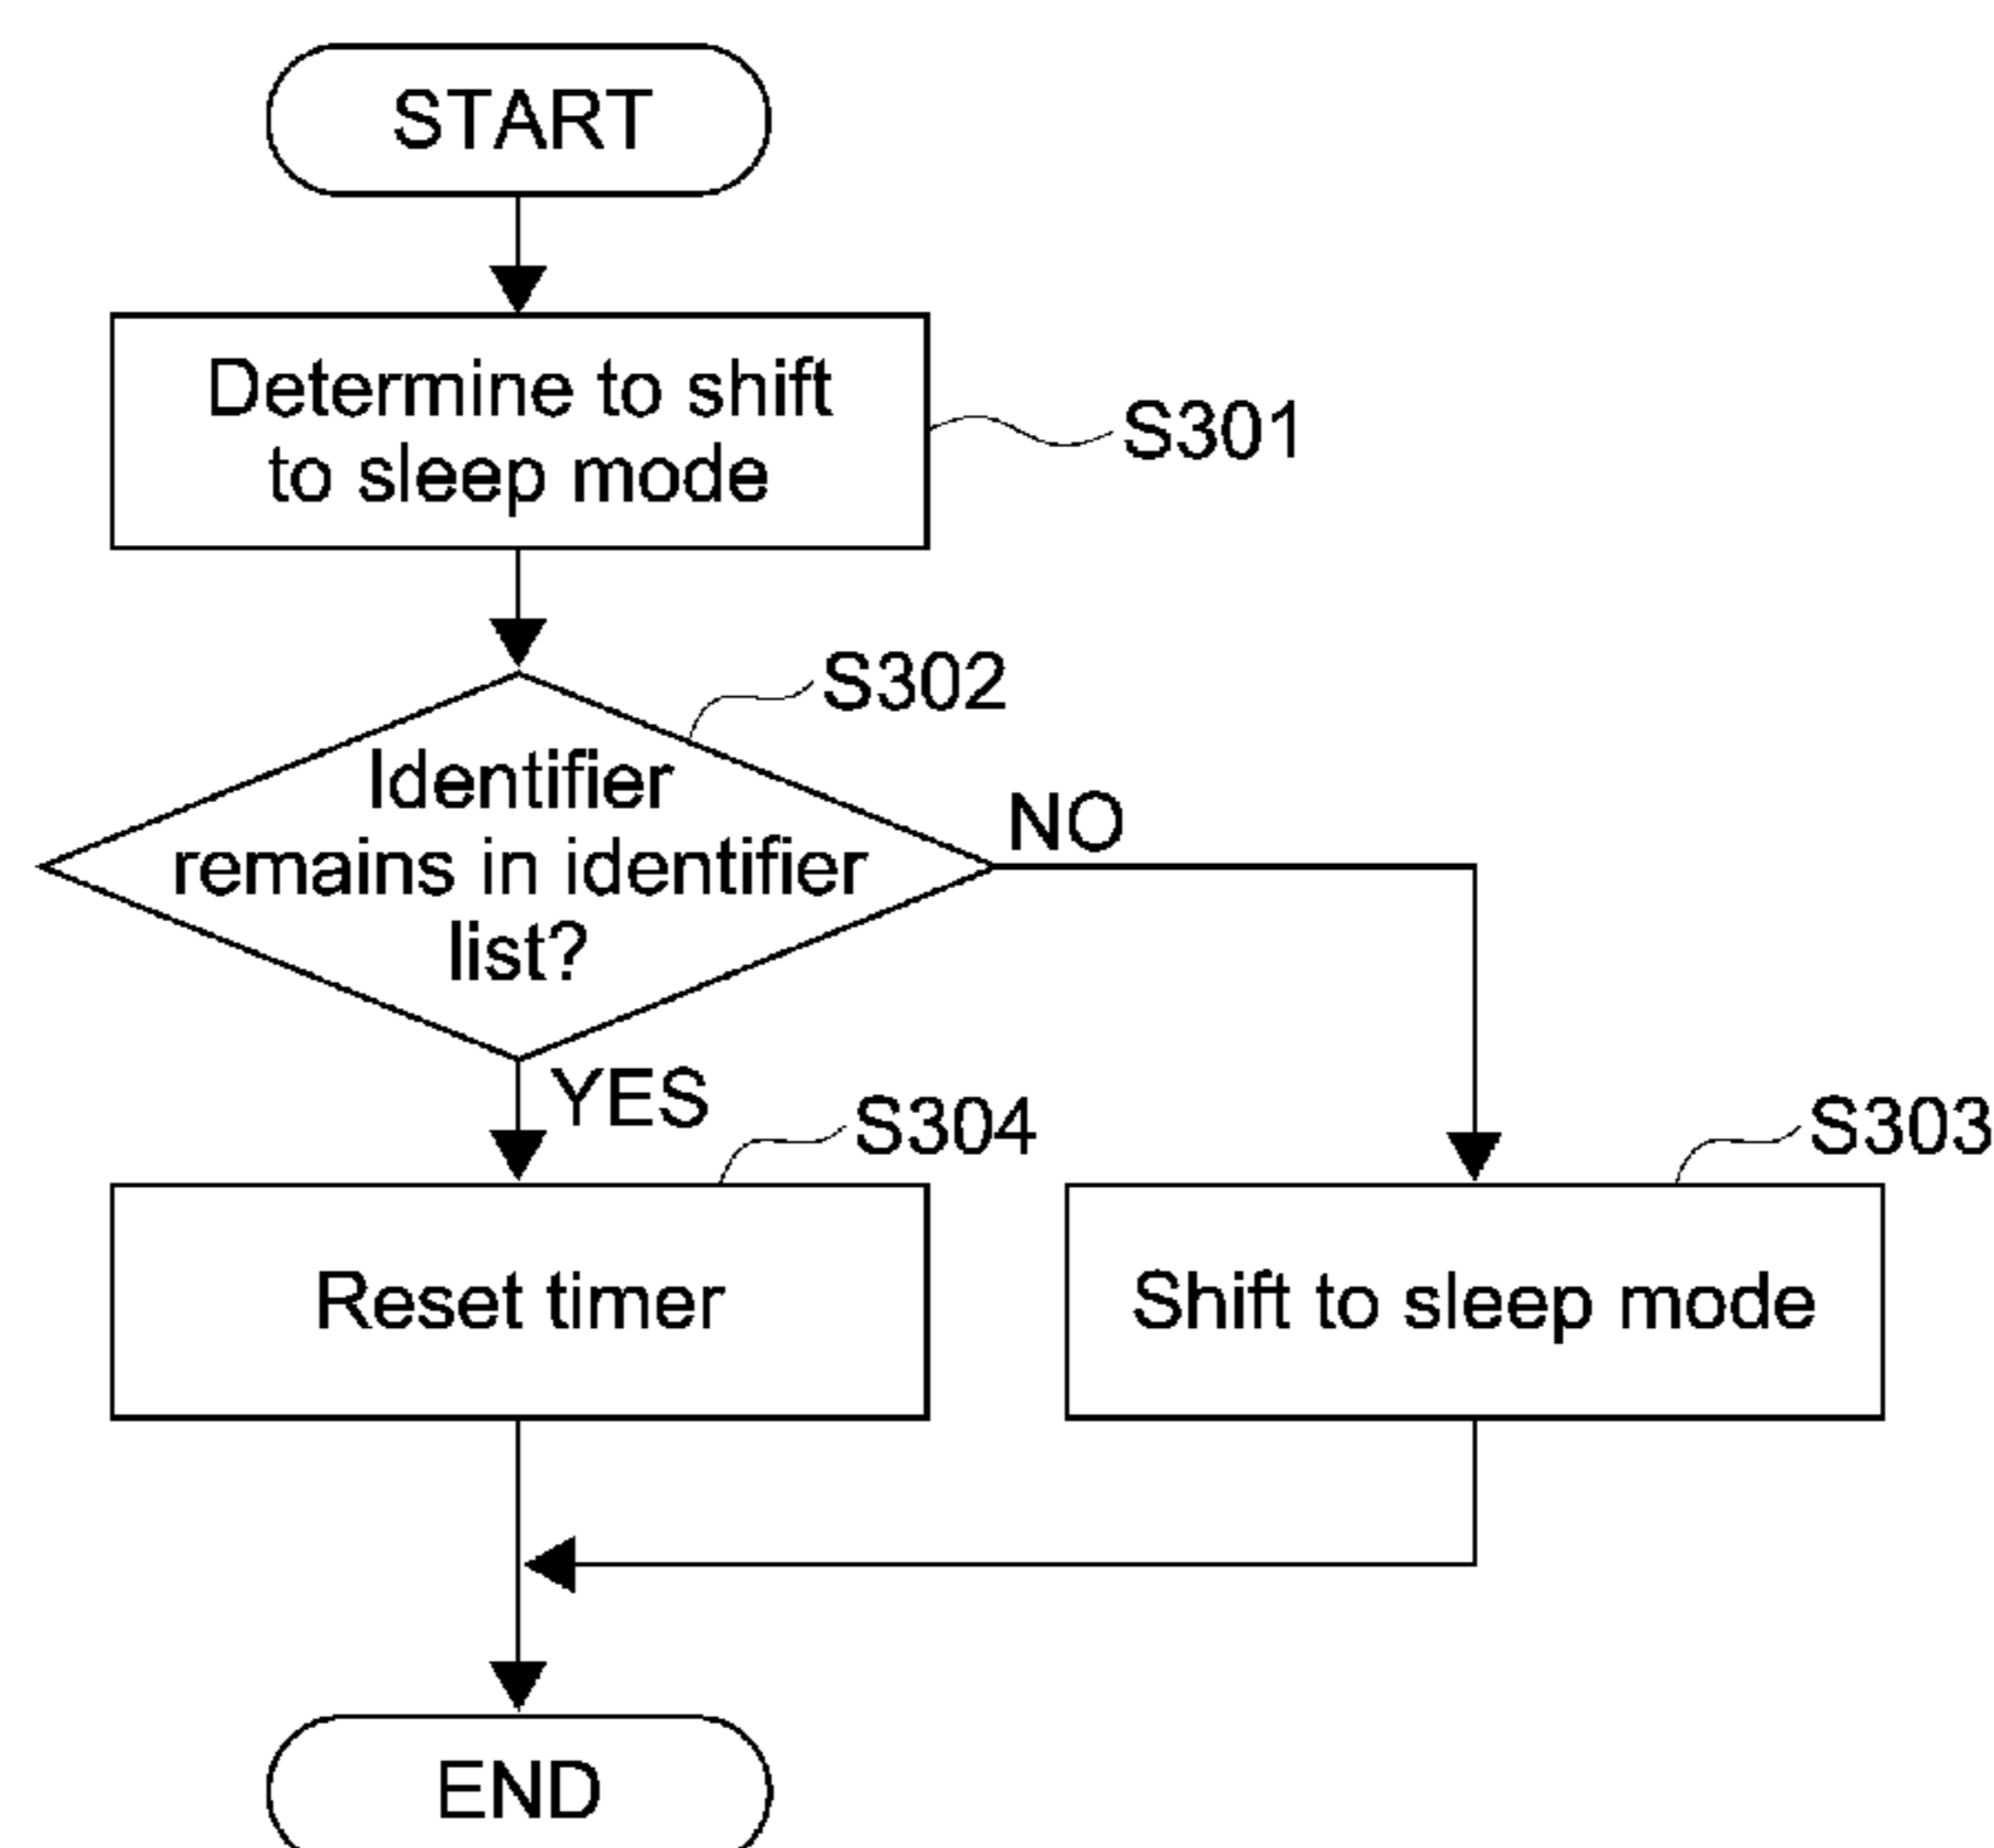 START
Determine to shift
to sleep mode
S301
S302
Identifier
remains in identifier
list?
NO
YES
S304
S303
Reset timer
Shift to sleep mode
END